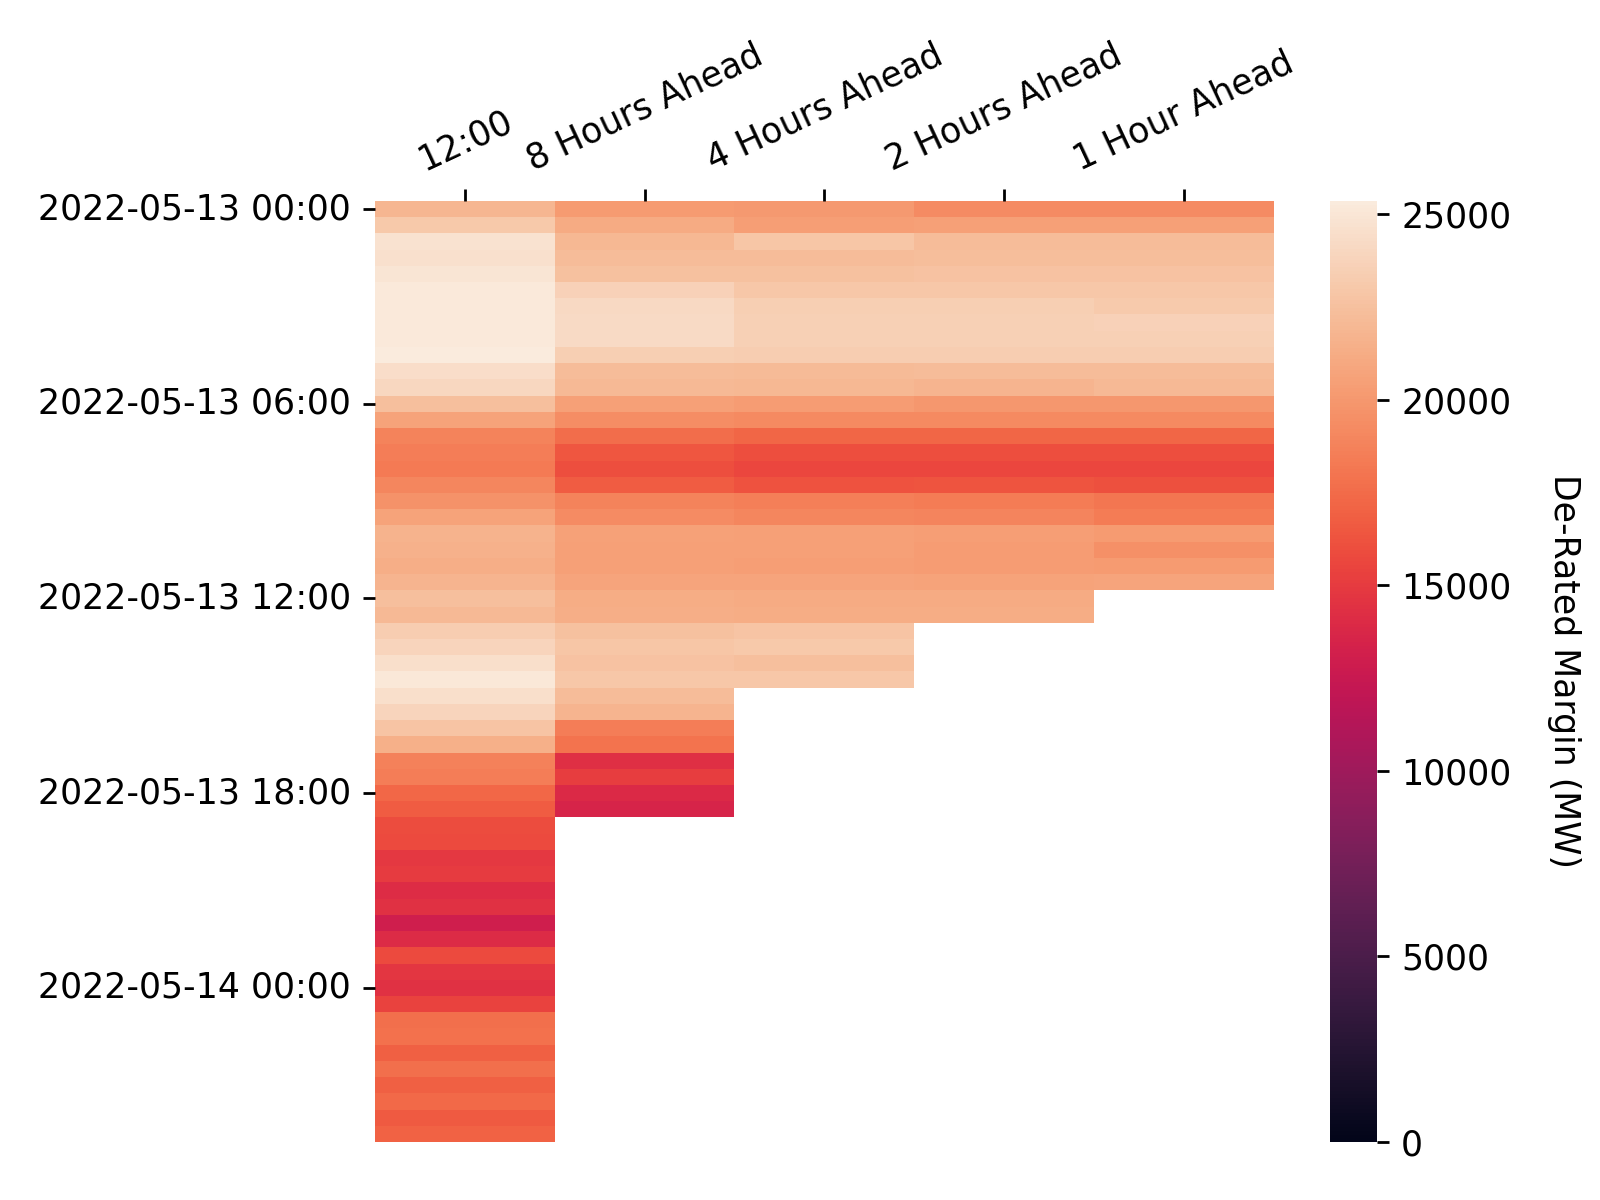 12:00
8 Hours Ahead
4 Hours Ahead
2 Hours Ahead
1 Hour Ahead
2022-05-13 00:00
2022-05-13 06:00
2022-05-13 12:00
2022-05-13 18:00
2022-05-14 00:00
25000
20000
15000
10000
5000
0
De-Rated Margin (MW)